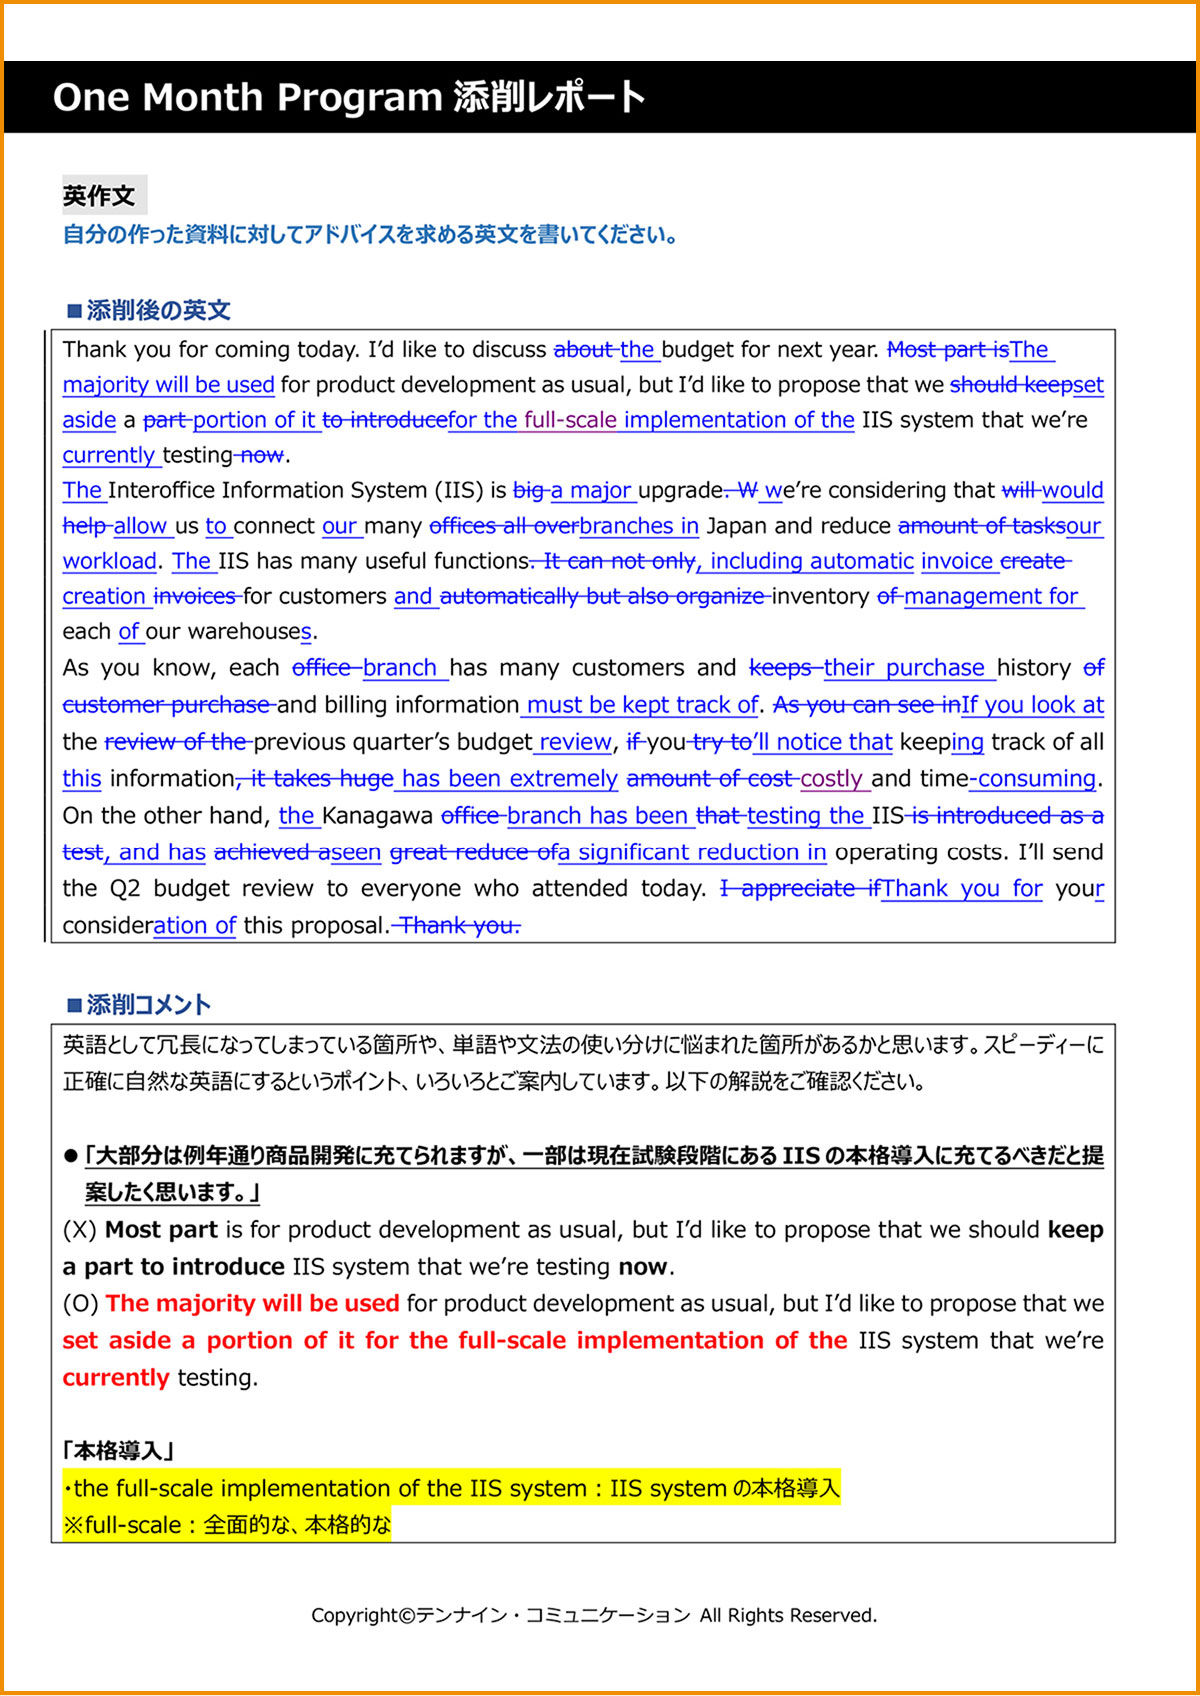 One Month Program 添削レポート
英作文
自分の作った資料に対してアドバイスを求める英文を書いてください。
■添削後の英文
Thank you for coming today. I’d like to discuss about the budget for next year. Most part isThe
majority will be used for product development as usual, but I’d like to propose that we should keepset
aside a part portion of it to introducefor the full-scale implementation of the IIS system that we’re
currently testing now.
The Interoffice Information System (IIS) is big a major upgrade. W we’re considering that will would
help allow us to connect our many offices all overbranches in Japan and reduce amount of tasksour
workload. The IIS has many useful functions. It can not only, including automatic invoice create
creation invoices for customers and automatically but also organize inventory of management for
each of our warehouses.
As you know, each office branch has many customers and keeps their purchase history of
customer purchase and billing information must be kept track of. As you can see inIf you look at
the review of the previous quarter’s budget review, if you try to’ll notice that keeping track of all
this information, it takes huge has been extremely amount of cost costly and time-consuming.
On the other hand, the Kanagawa office branch has been that testing the IIS is introduced as a
test, and has achieved aseen great reduce ofa significant reduction in operating costs. I’ll send
the Q2 budget review to everyone who attended today. I appreciate ifThank you for your
consideration of this proposal. Thank you.
■添削コメント
英語として冗長になってしまっている箇所や、単語や文法の使い分けに悩まれた箇所があるかと思います。スピーディーに
正確に自然な英語にするというポイント、いろいろとご案内しています。以下の解説をご確認ください。
●「大部分は例年通り商品開発に充てられますが、一部は現在試験段階にある IIS の本格導入に充てるべきだと提
案したく思います。」
(X) Most part is for product development as usual, but I’d like to propose that we should keep
a part to introduce IIS system that we’re testing now.
(O) The majority will be used for product development as usual, but I’d like to propose that we
set aside a portion of it for the full-scale implementation of the IIS system that we’re
currently testing.
「本格導入」
・the full-scale implementation of the IIS system : IIS system の本格導入
※full-scale : 全面的な、本格的な
Copyright©テンナイン・コミュニケーション All Rights Reserved.